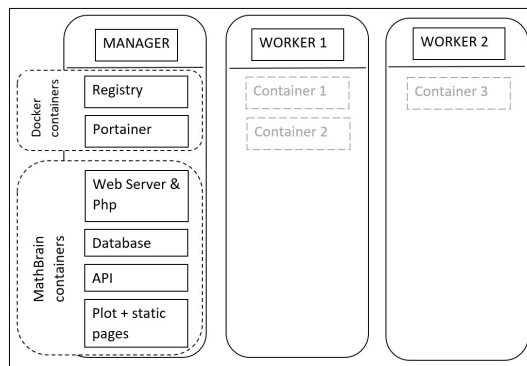 MANAGER
WORKER 1
WORKER 2
Docker
containers
Registry
Portainer
Container 1
Container 2
Container 3
MathBrain
containers
Web Server &
Php
Database
API
Plot + static
pages